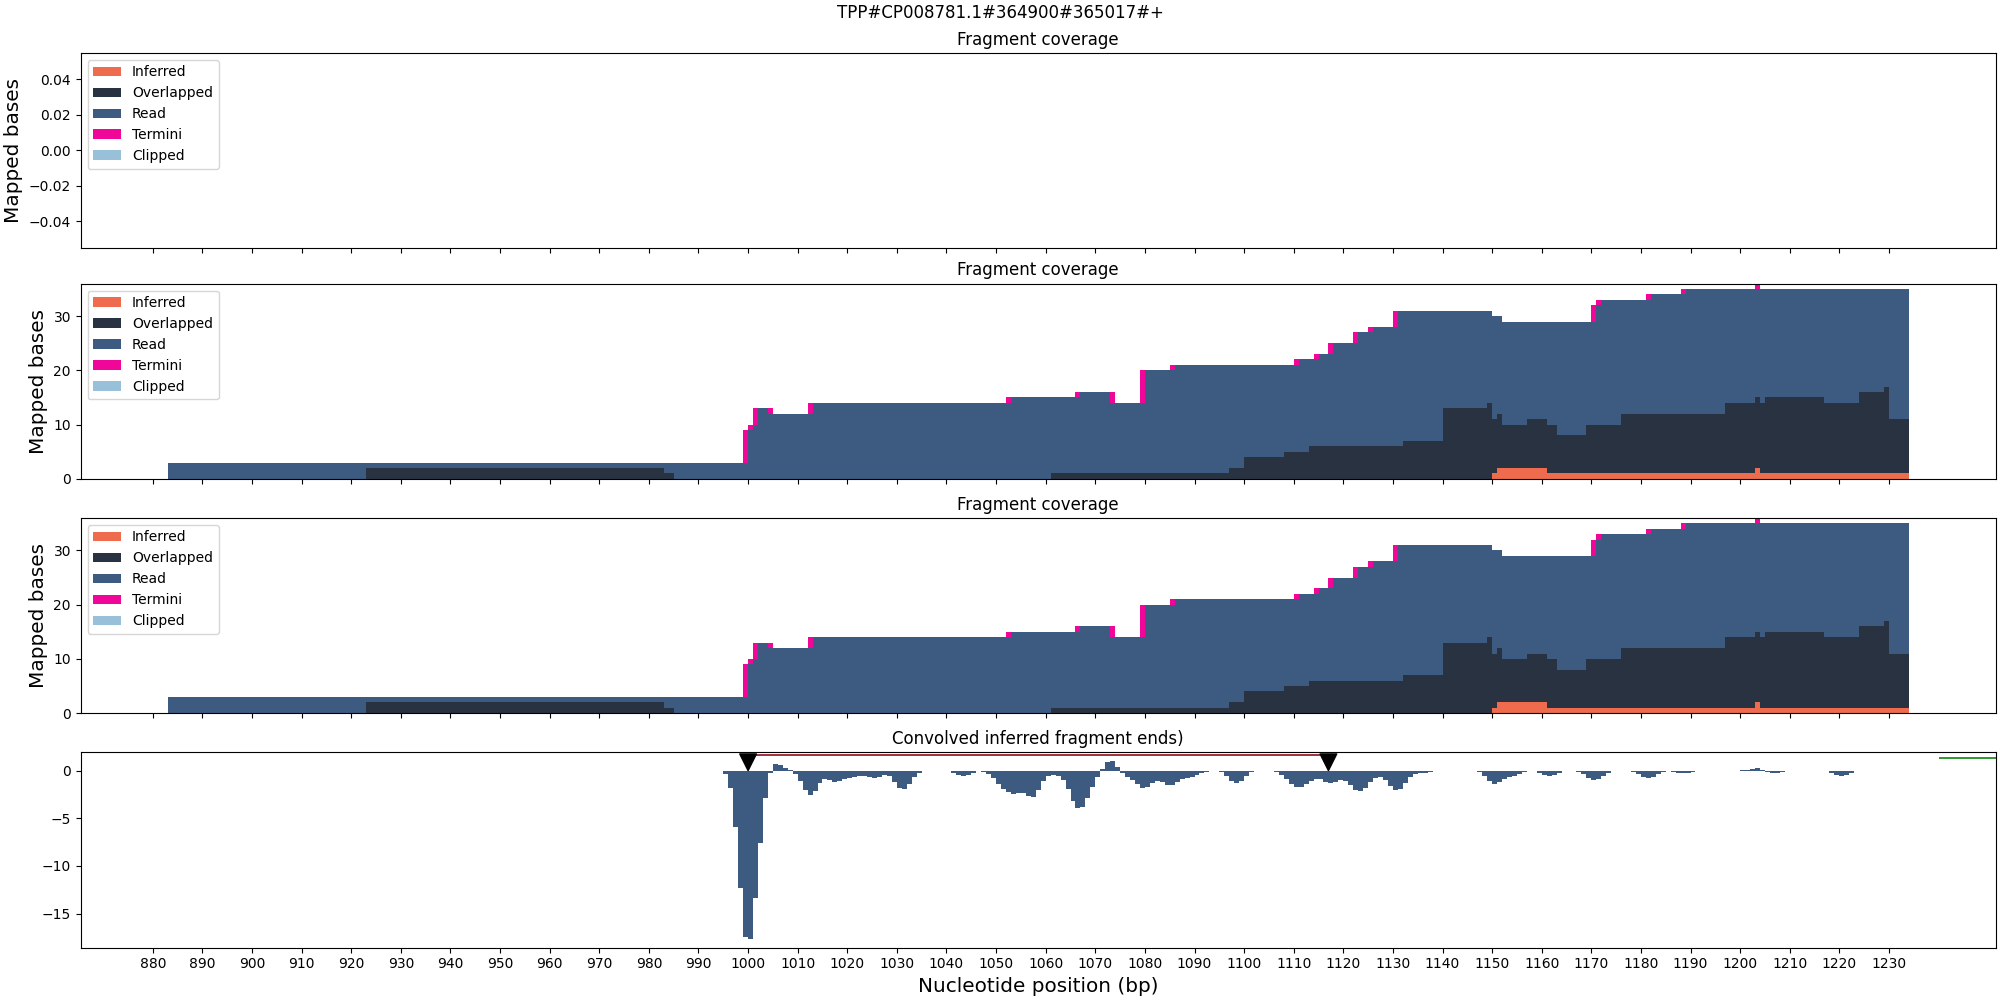 TPP#CP008781.1#364900#365017#+
Fragment coverage
Mapped bases
0.04
0.02
0.00
−0.02
−0.04
Inferred
Overlapped
Read
Termini
Clipped
Fragment coverage
Mapped bases
30
20
10
0
Inferred
Overlapped
Read
Termini
Clipped
Fragment coverage
Mapped bases
30
20
10
0
Inferred
Overlapped
Read
Termini
Clipped
Convolved inferred fragment ends)
0
−5
−10
−15
880 890 900 910 920 930 940 950 960 970 980 990 1000 1010 1020 1030 1040 1050 1060 1070 1080 1090 1100 1110 1120 1130 1140 1150 1160 1170 1180 1190 1200 1210 1220 1230
Nucleotide position (bp)